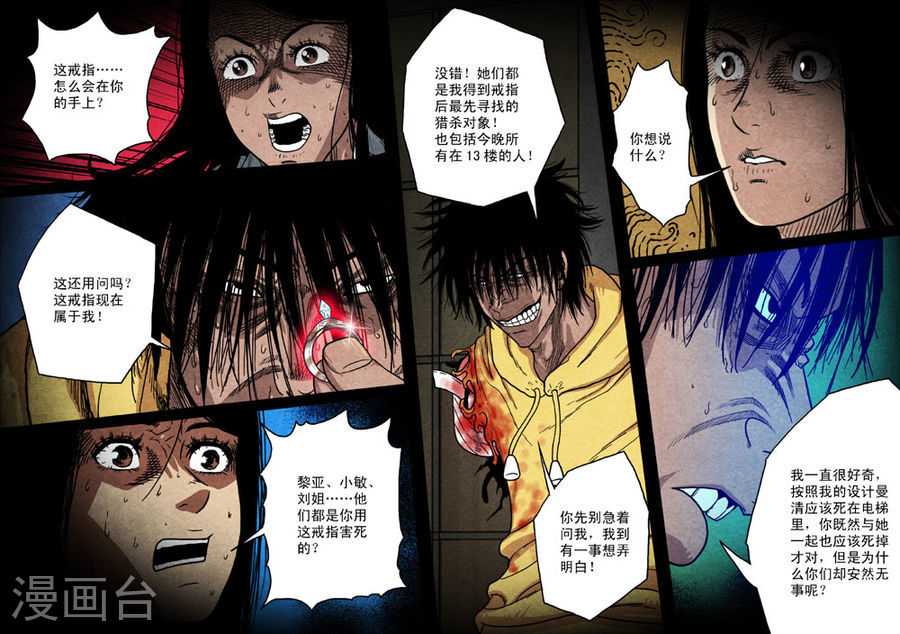 这戒指……
怎么会在你
的手上?
这还用问吗?
这戒指现在
属于我!
黎亚、小敏、
刘姐……他
们都是你用
这戒指害死
的?
没错!她们都
是我得到戒指
后最先寻找的
猎杀对象!
也包括今晚所
有在 13 楼的人!
你先别急着
问我,我到
有一事想弄
明白!
你想说
什么?
我一直很好奇,
按照我的设计曼
清应该死在电梯
里,你既然与她
一起也应该死掉
才对,但是为什
么你们却安然无
事呢?
漫画台